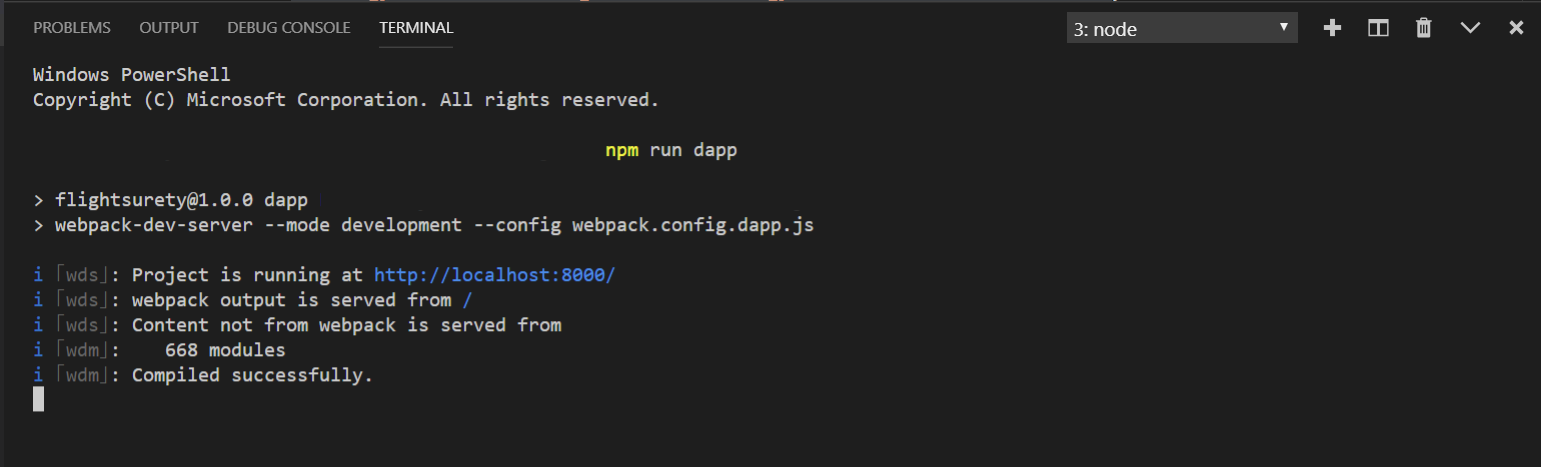 PROBLEMS OUTPUT DEBUG CONSOLE TERMINAL 3: node
Windows PowerShell
Copyright (C) Microsoft Corporation. All rights reserved.
npm run dapp
> flightsurety@1.0.0 dapp
> webpack-dev-server --mode development --config webpack.config.dapp.js
i ｢wds｣: Project is running at http://localhost:8000/
i ｢wds｣: webpack output is served from /
i ｢wds｣: Content not from webpack is served from
i ｢wdm｣:    668 modules
i ｢wdm｣: Compiled successfully.